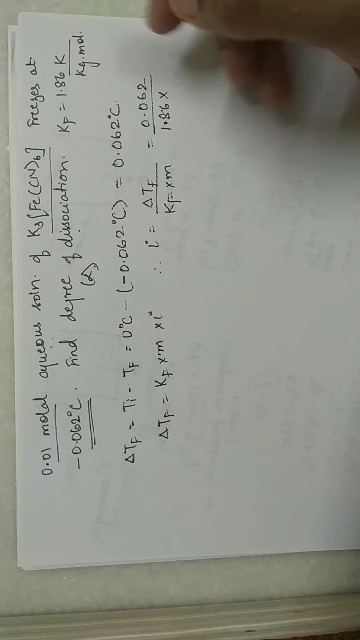 0.01 molal aqueous soln. of K3[Fe(CN)6] Freezes at
-0.062°C. Find degree of dissociation. KF = 1.86 K
(α) Kg.mol.
ΔTF = Ti - TF = 0°C - (-0.062°C) = 0.062°C.
ΔTF = KF × m × i ∴ i = ΔTF / KF × m = 0.062 / 1.86 ×